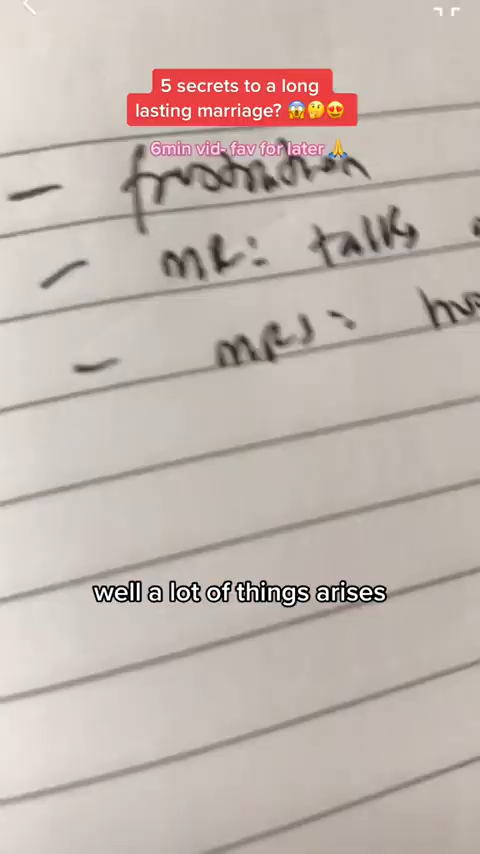 5 secrets to a long
lasting marriage? 😱🤔😍
6min vid- fav for later 🙏
- frustration
- MR: talks
- MRS:
well a lot of things arises